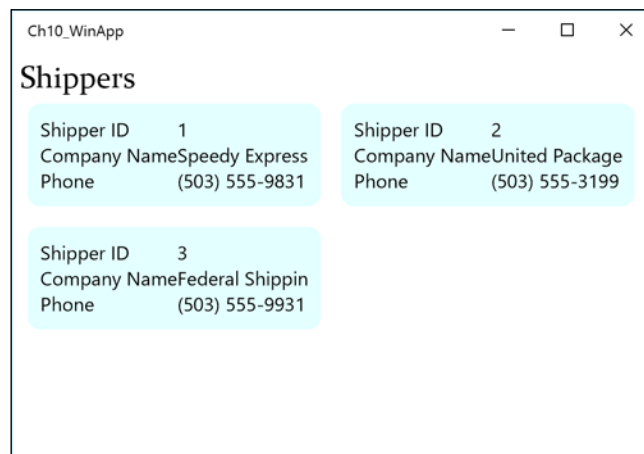 Ch10_WinApp
Shippers
Shipper ID 1
Company NameSpeedy Express
Phone (503) 555-9831
Shipper ID 2
Company NameUnited Package
Phone (503) 555-3199
Shipper ID 3
Company NameFederal Shippin
Phone (503) 555-9931